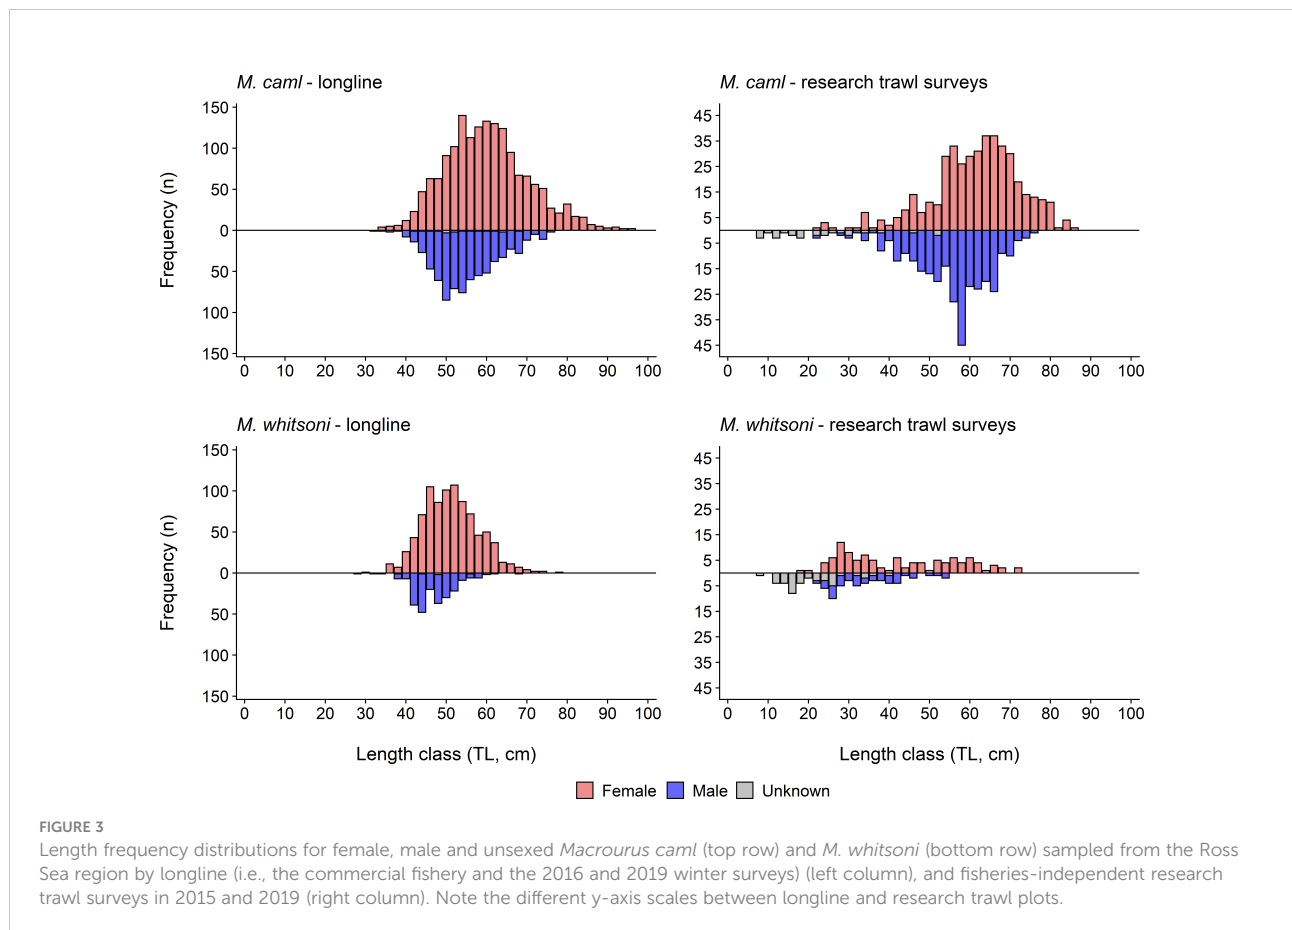 M. caml - longline
M. caml - research trawl surveys
Frequency (n)
150
100
50
0
50
100
150
0 10 20 30 40 50 60 70 80 90 100
45
35
25
15
5
0
5
15
25
35
45
0 10 20 30 40 50 60 70 80 90 100
M. whitsoni - longline
M. whitsoni - research trawl surveys
Frequency (n)
150
100
50
0
50
100
150
0 10 20 30 40 50 60 70 80 90 100
45
35
25
15
5
0
5
15
25
35
45
0 10 20 30 40 50 60 70 80 90 100
Length class (TL, cm)
Length class (TL, cm)
Female Male Unknown
FIGURE 3
Length frequency distributions for female, male and unsexed Macrourus caml (top row) and M. whitsoni (bottom row) sampled from the Ross
Sea region by longline (i.e., the commercial fishery and the 2016 and 2019 winter surveys) (left column), and fisheries-independent research
trawl surveys in 2015 and 2019 (right column). Note the different y-axis scales between longline and research trawl plots.